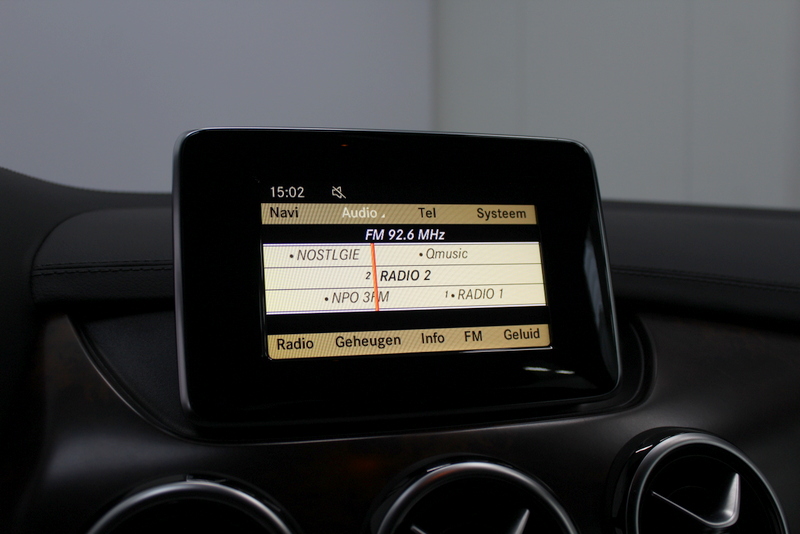 15:02
Navi Audio Tel Systeem
FM 92.6 MHz
• NOSTLGIE • Qmusic
2 RADIO 2
• NPO 3FM 1 • RADIO 1
Radio Geheugen Info FM Geluid